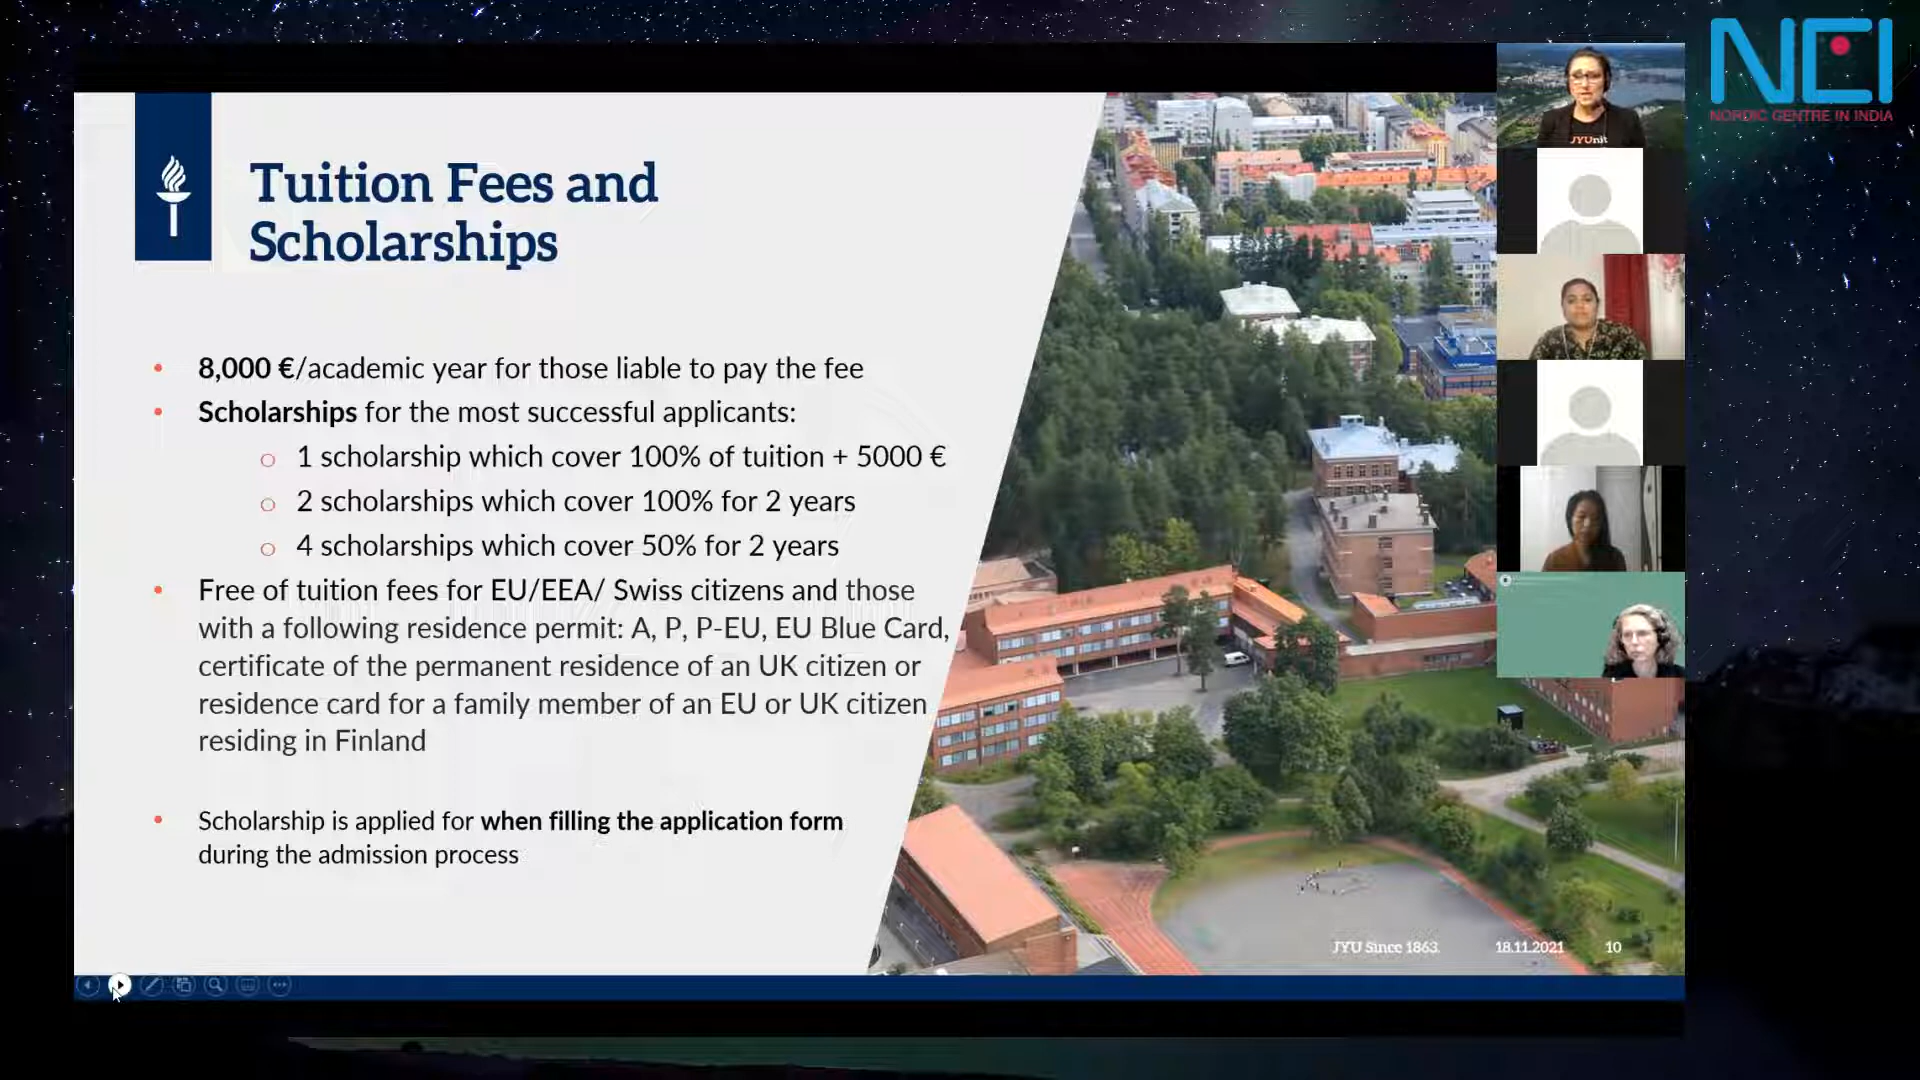 Tuition Fees and
Scholarships
• 8,000 €/academic year for those liable to pay the fee
• Scholarships for the most successful applicants:
○ 1 scholarship which cover 100% of tuition + 5000 €
○ 2 scholarships which cover 100% for 2 years
○ 4 scholarships which cover 50% for 2 years
• Free of tuition fees for EU/EEA/ Swiss citizens and those
with a following residence permit: A, P, P-EU, EU Blue Card,
certificate of the permanent residence of an UK citizen or
residence card for a family member of an EU or UK citizen
residing in Finland
• Scholarship is applied for when filling the application form
during the admission process
JYU Since 1863. 18.11.2021 10
JYUnit
NCI
NORDIC CENTRE IN INDIA